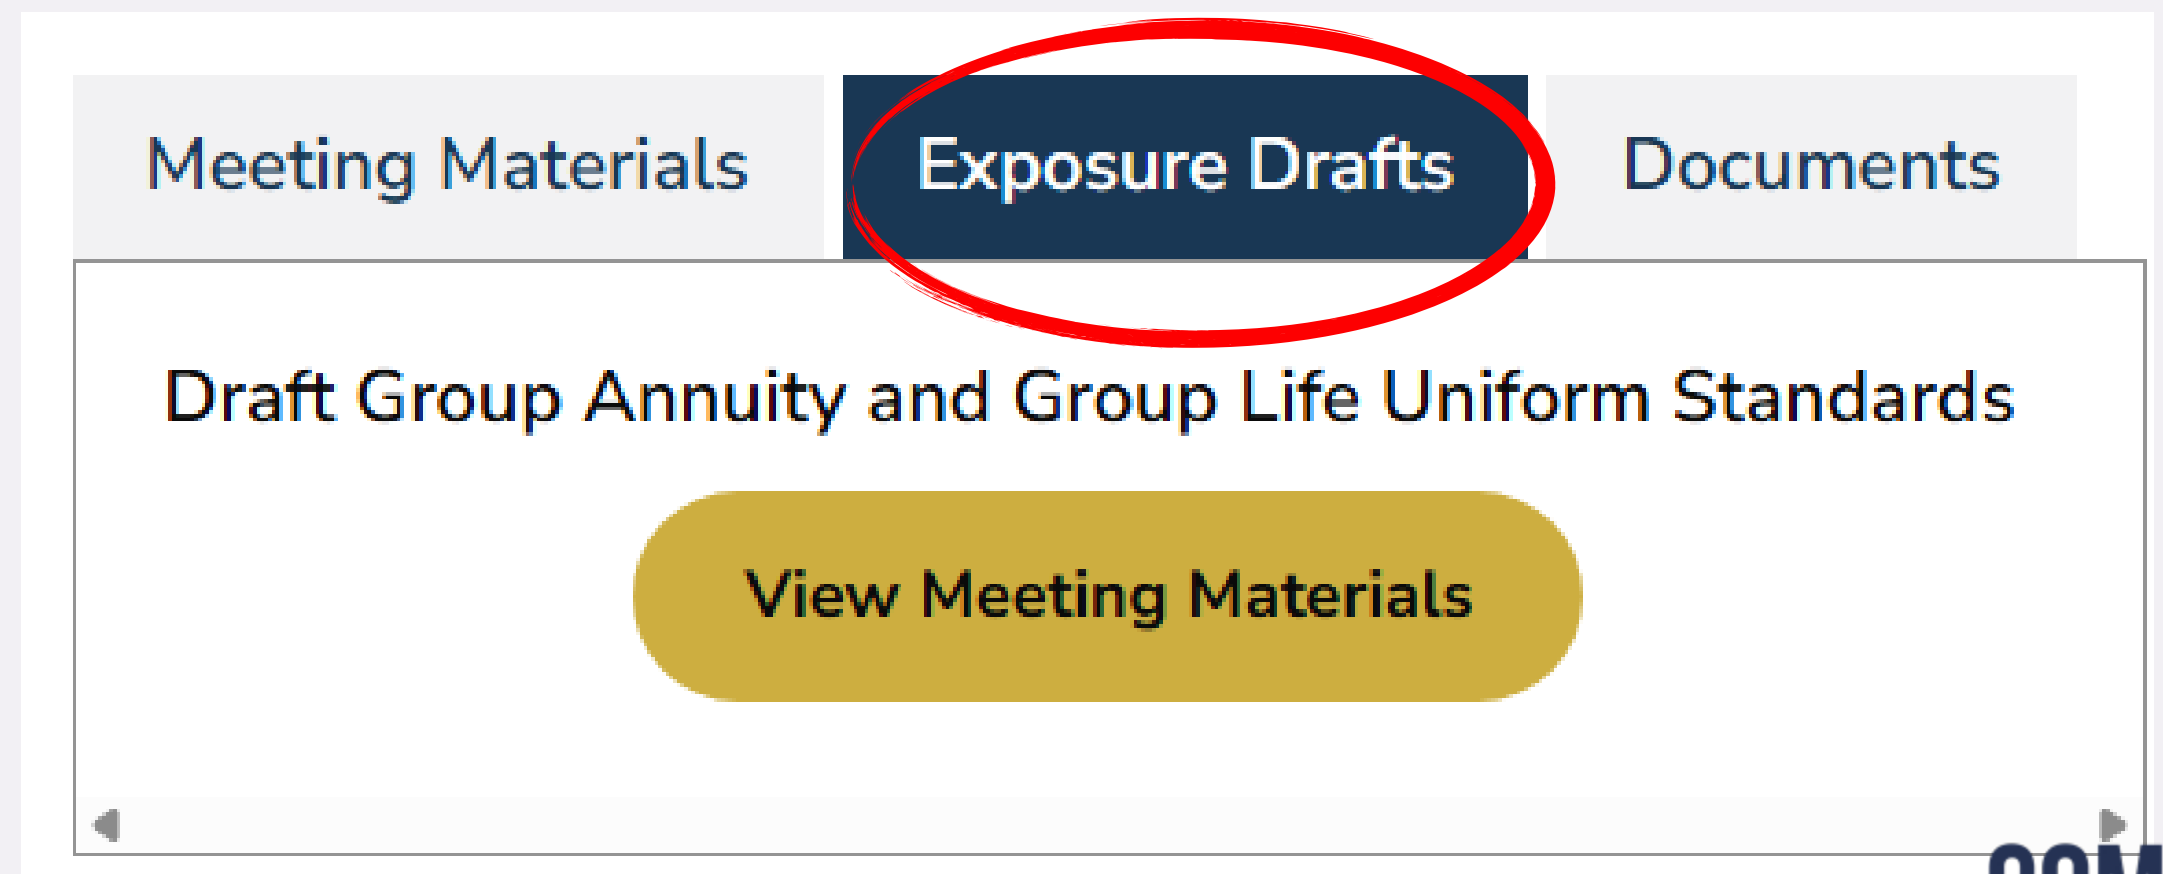 Meeting Materials Exposure Drafts Documents
Draft Group Annuity and Group Life Uniform Standards
View Meeting Materials